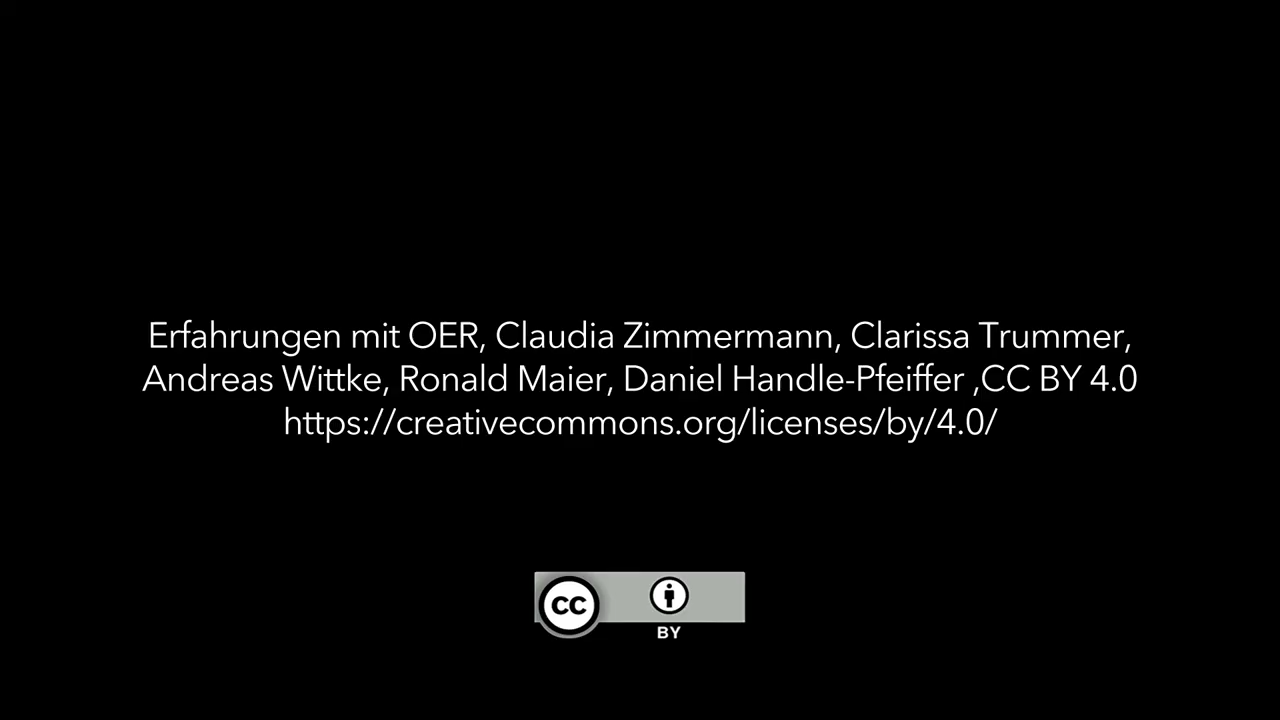 Erfahrungen mit OER, Claudia Zimmermann, Clarissa Trummer,
Andreas Wittke, Ronald Maier, Daniel Handle-Pfeiffer ,CC BY 4.0
https://creativecommons.org/licenses/by/4.0/
CC
BY